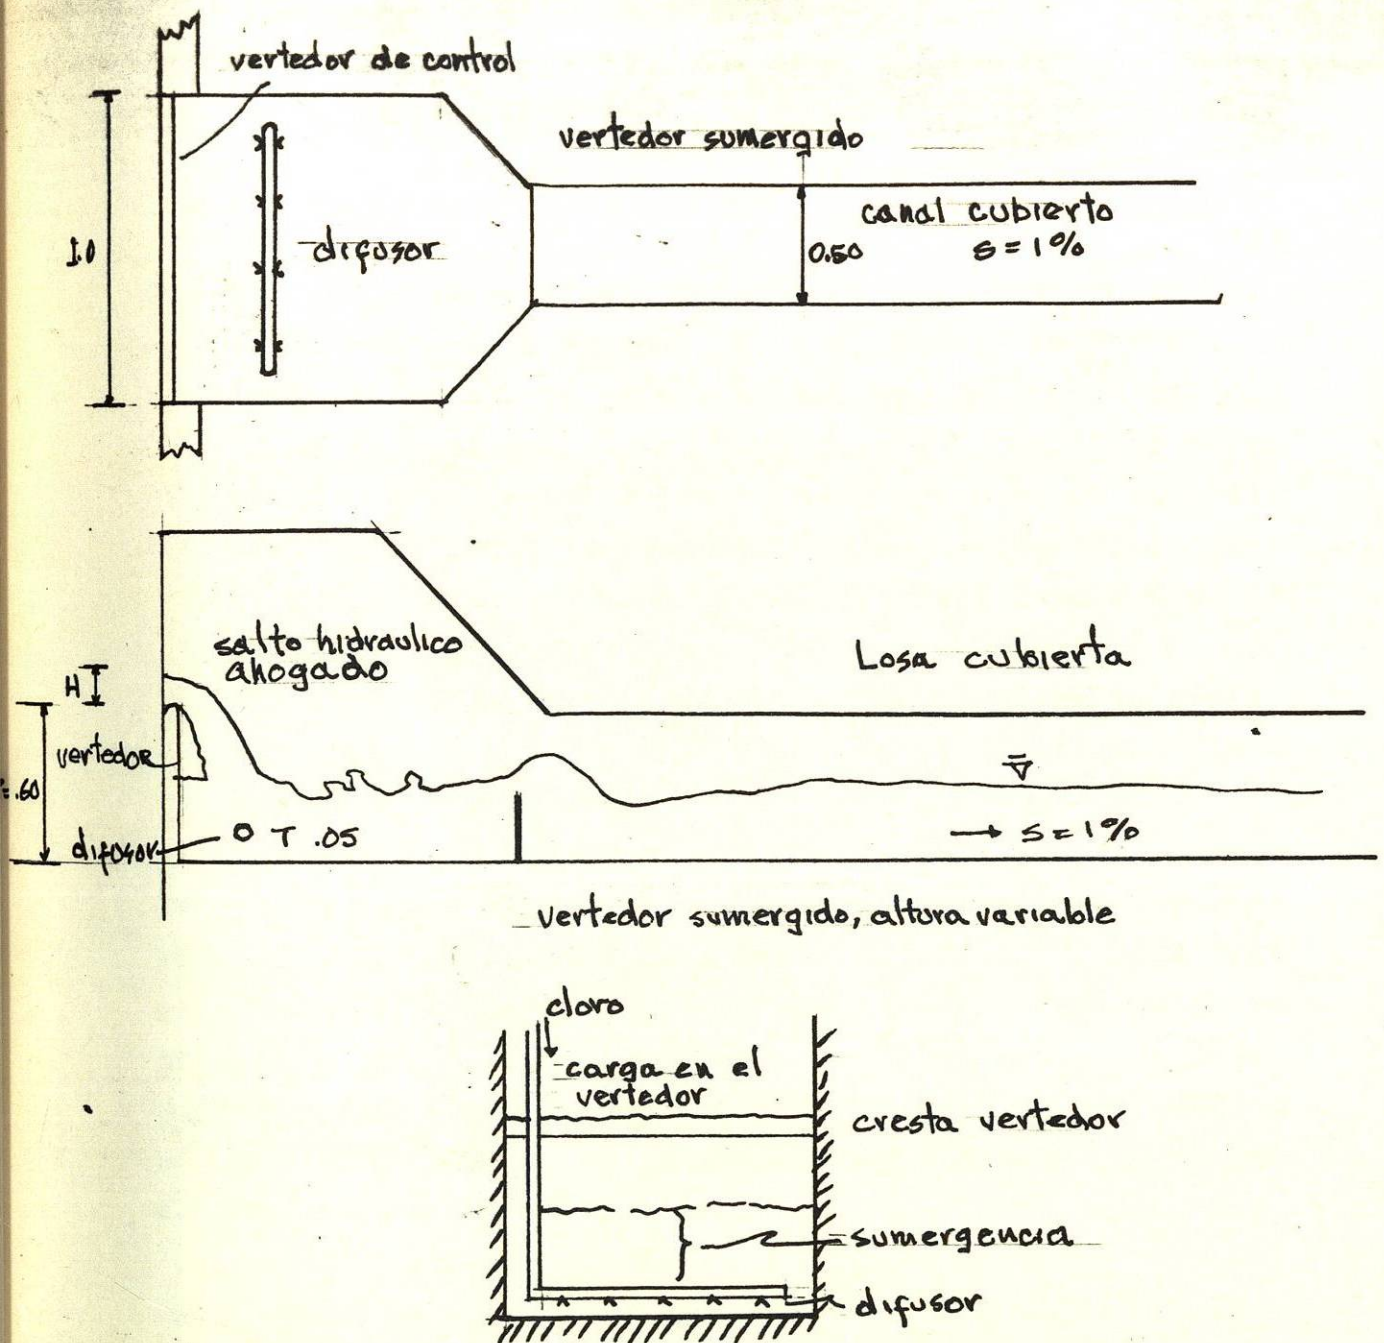 vertedor de control
vertedor sumergido
canal cubierto
S = 1%
difusor
1.0
0.50
salto hidraulico
ahogado
Losa cubierta
H
vertedor
=.60
difusor
T .05
→ S = 1%
vertedor sumergido, altura variable
cloro
carga en el
vertedor
cresta vertedor
sumergencia
difusor